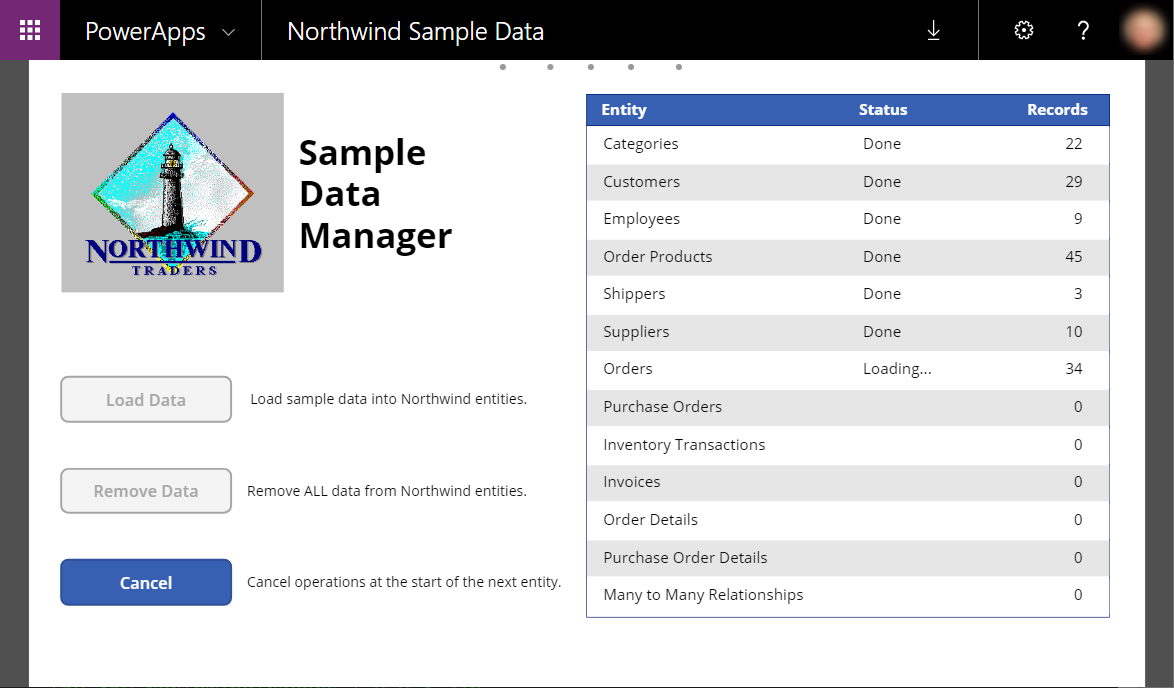 PowerApps
Northwind Sample Data
?
NORTHWIND
TRADERS
Sample
Data
Manager
Load Data
Load sample data into Northwind entities.
Remove Data
Remove ALL data from Northwind entities.
Cancel
Cancel operations at the start of the next entity.
Entity Status Records
Categories Done 22
Customers Done 29
Employees Done 9
Order Products Done 45
Shippers Done 3
Suppliers Done 10
Orders Loading... 34
Purchase Orders 0
Inventory Transactions 0
Invoices 0
Order Details 0
Purchase Order Details 0
Many to Many Relationships 0